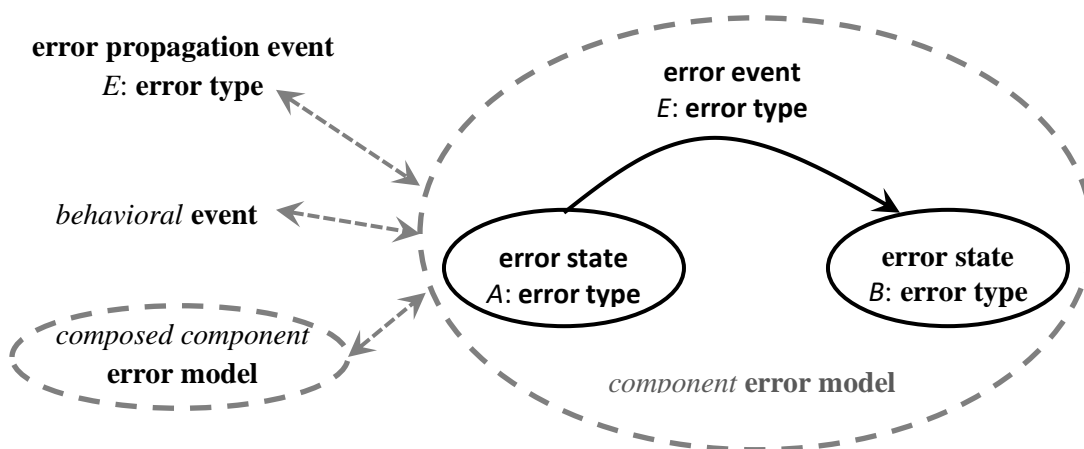 error propagation event
E: error type
error event
E: error type
behavioral event
error state
A: error type
error state
B: error type
composed component
error model
component error model